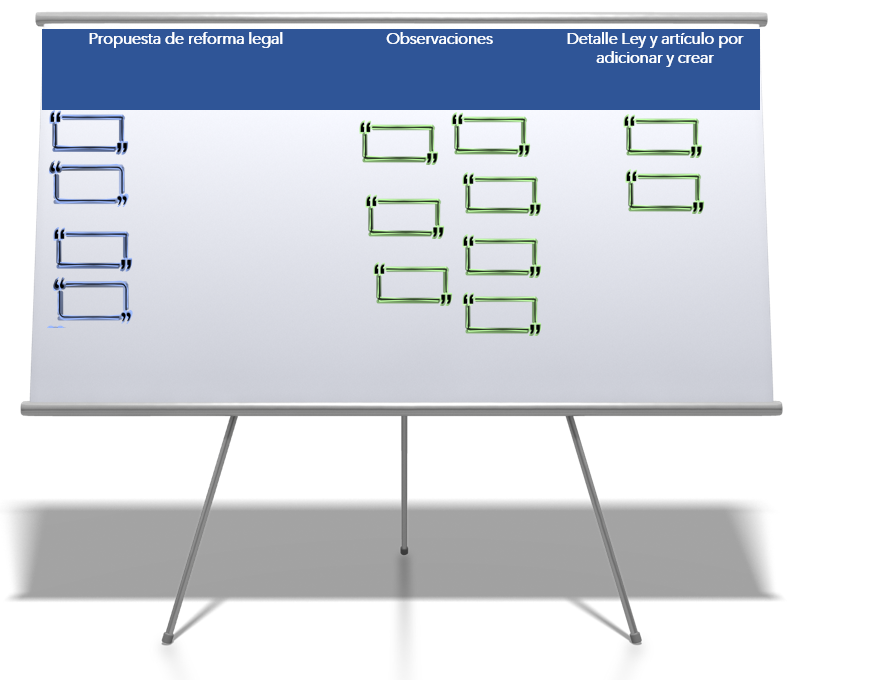 Propuesta de reforma legal
Observaciones
Detalle Ley y artículo por
adicionar y crear